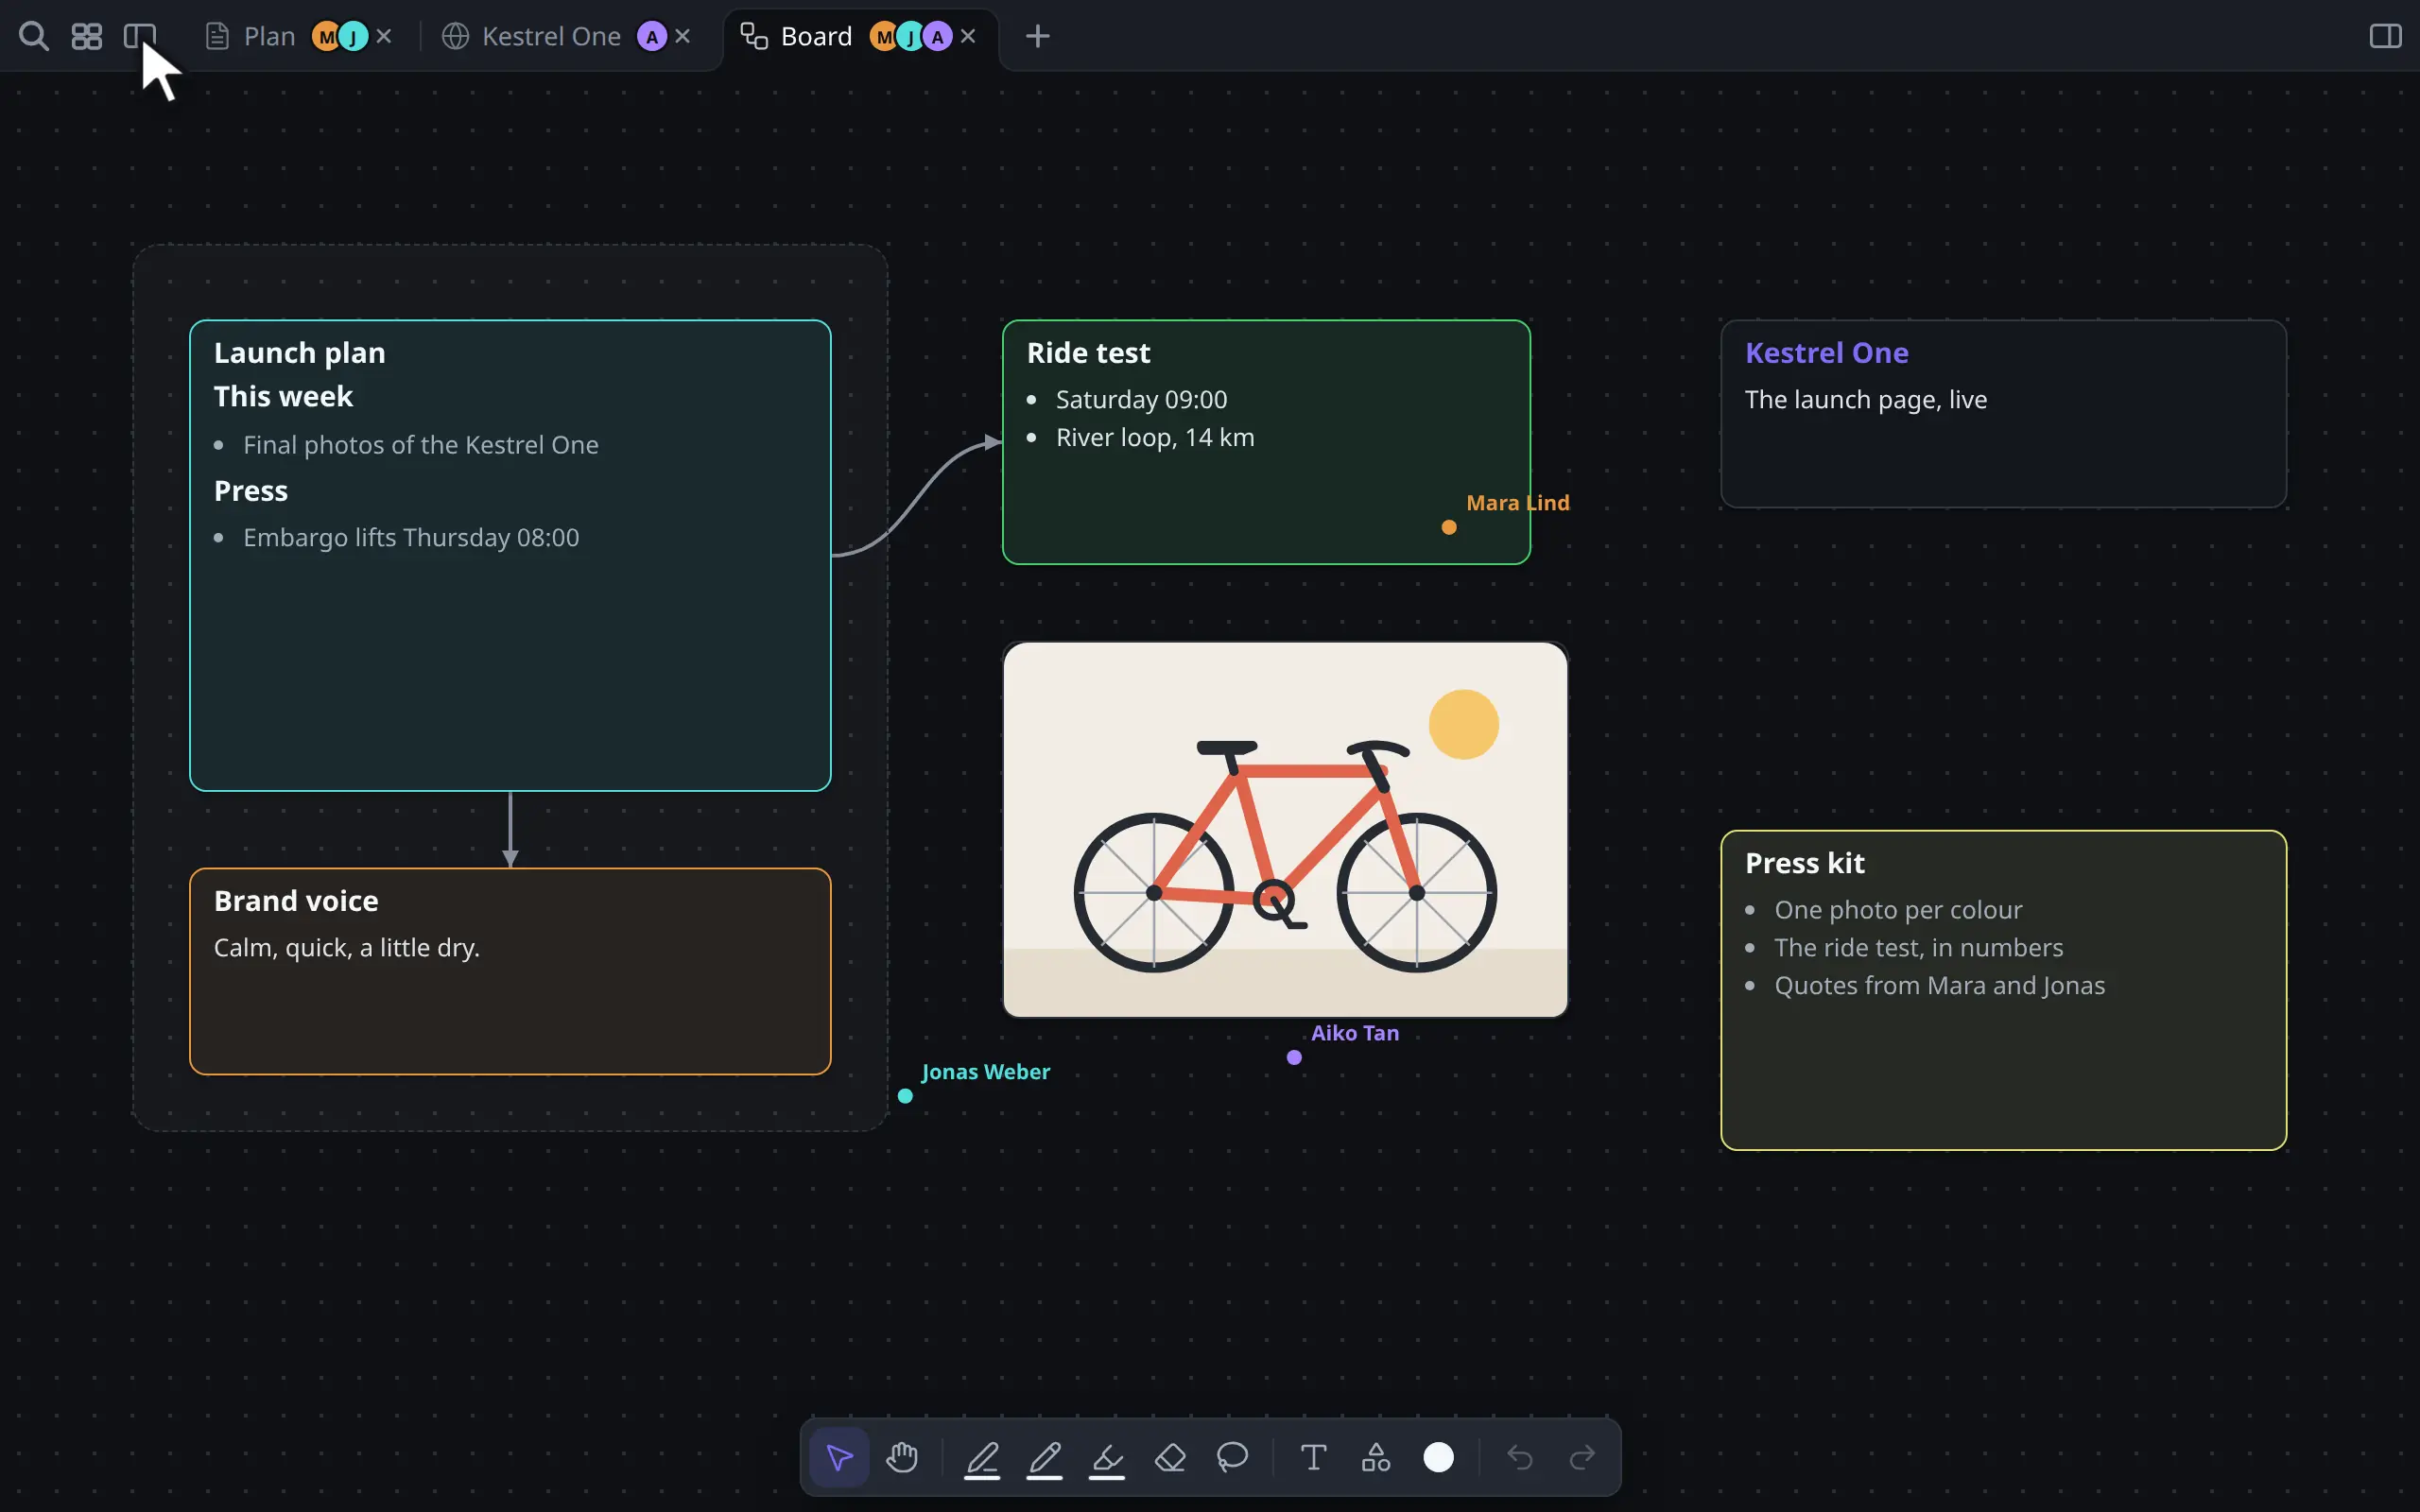 Plan M J
Kestrel One A
Board M J A
Launch plan
This week
Final photos of the Kestrel One
Press
Embargo lifts Thursday 08:00
Brand voice
Calm, quick, a little dry.
Ride test
Saturday 09:00
River loop, 14 km
Mara Lind
Aiko Tan
Jonas Weber
Kestrel One
The launch page, live
Press kit
One photo per colour
The ride test, in numbers
Quotes from Mara and Jonas